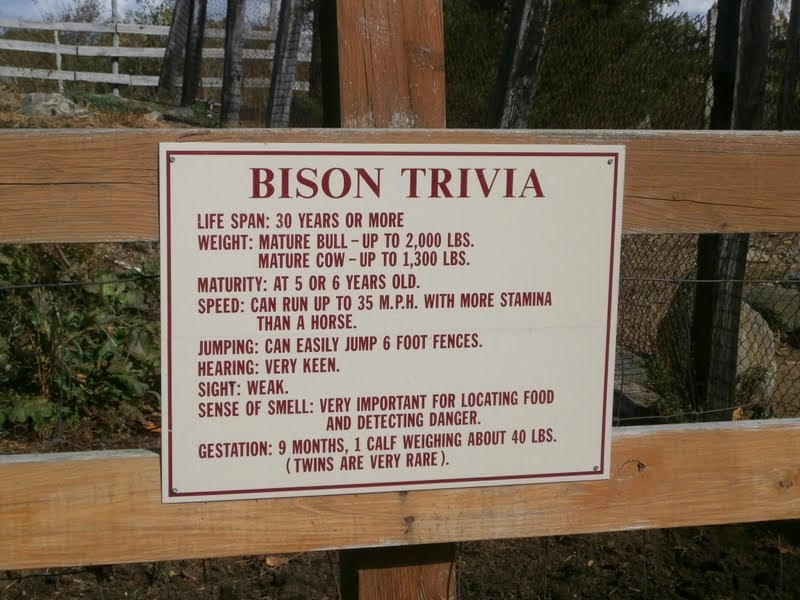 BISON TRIVIA
LIFE SPAN: 30 YEARS OR MORE
WEIGHT: MATURE BULL – UP TO 2,000 LBS.
MATURE COW – UP TO 1,300 LBS.
MATURITY: AT 5 OR 6 YEARS OLD.
SPEED: CAN RUN UP TO 35 M.P.H. WITH MORE STAMINA
THAN A HORSE.
JUMPING: CAN EASILY JUMP 6 FOOT FENCES.
HEARING: VERY KEEN.
SIGHT: WEAK.
SENSE OF SMELL: VERY IMPORTANT FOR LOCATING FOOD
AND DETECTING DANGER.
GESTATION: 9 MONTHS, 1 CALF WEIGHING ABOUT 40 LBS.
(TWINS ARE VERY RARE).